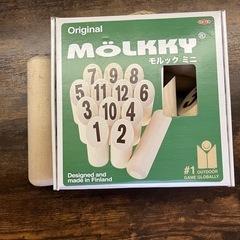 Original
MÖLKKY®
モルック ミニ
7 9 8
5 11 12 6
3 10 4
1 2
#1 OUTDOOR
GAME GLOBALLY
Designed and
made in Finland